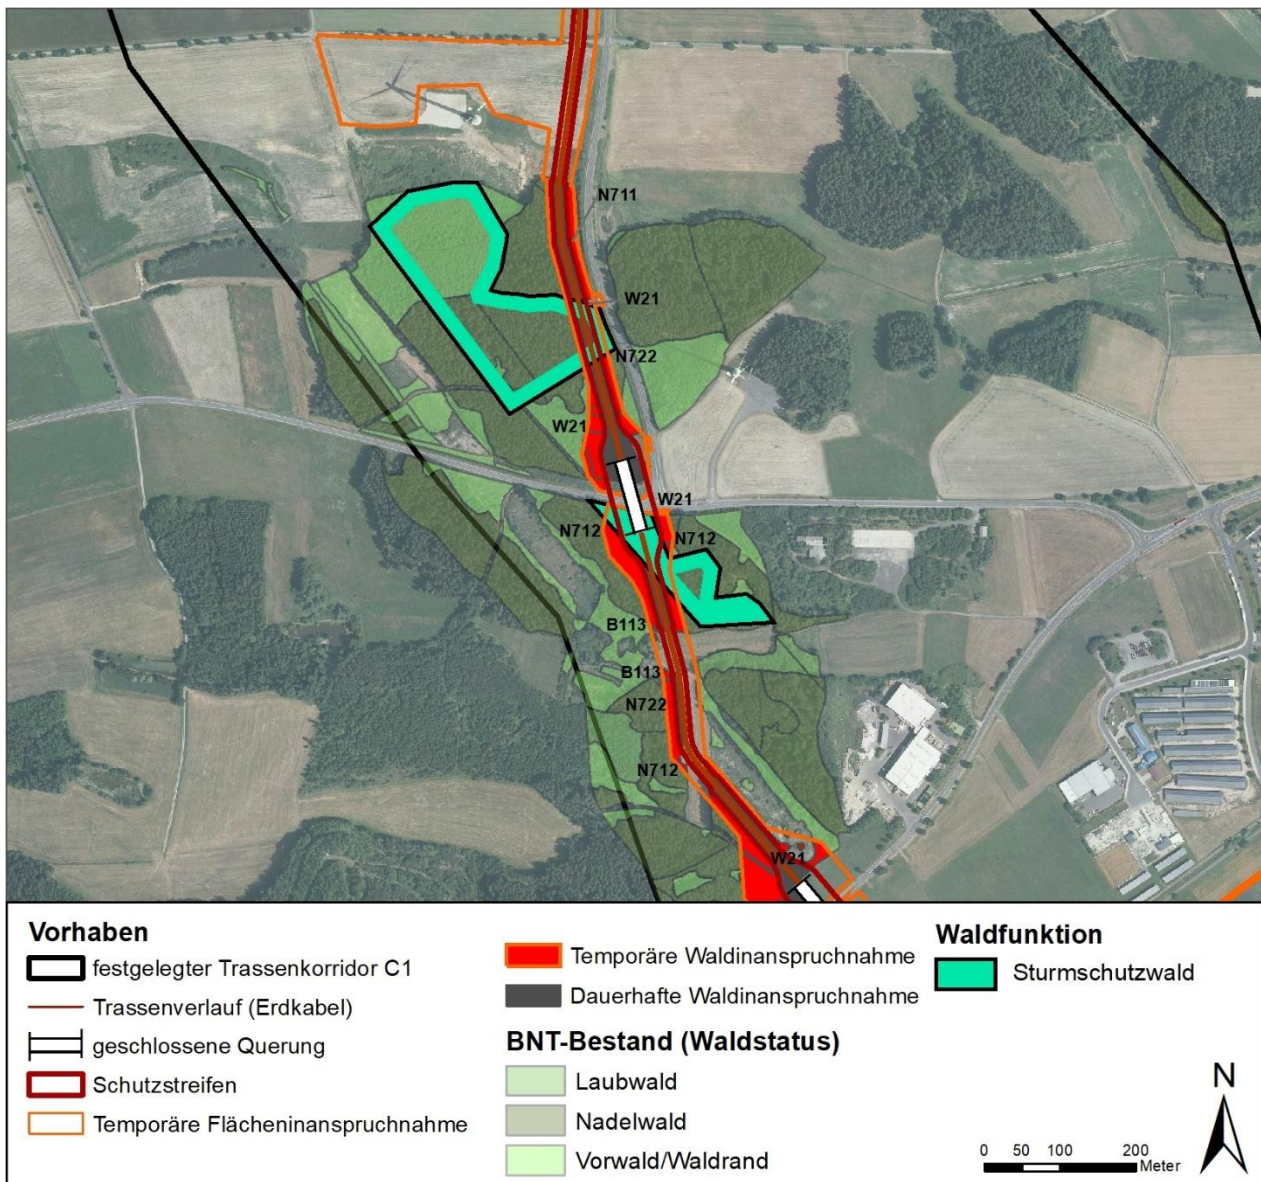 N711
W21
N722
W21
W21
N712
N712
B113
B113
N722
N712
W21
Vorhaben
festgelegter Trassenkorridor C1
Trassenverlauf (Erdkabel)
geschlossene Querung
Schutzstreifen
Temporäre Flächeninanspruchnahme
Temporäre Waldinanspruchnahme
Dauerhafte Waldinanspruchnahme
BNT-Bestand (Waldstatus)
Laubwald
Nadelwald
Vorwald/Waldrand
Waldfunktion
Sturmschutzwald
N
0 50 100 200
Meter